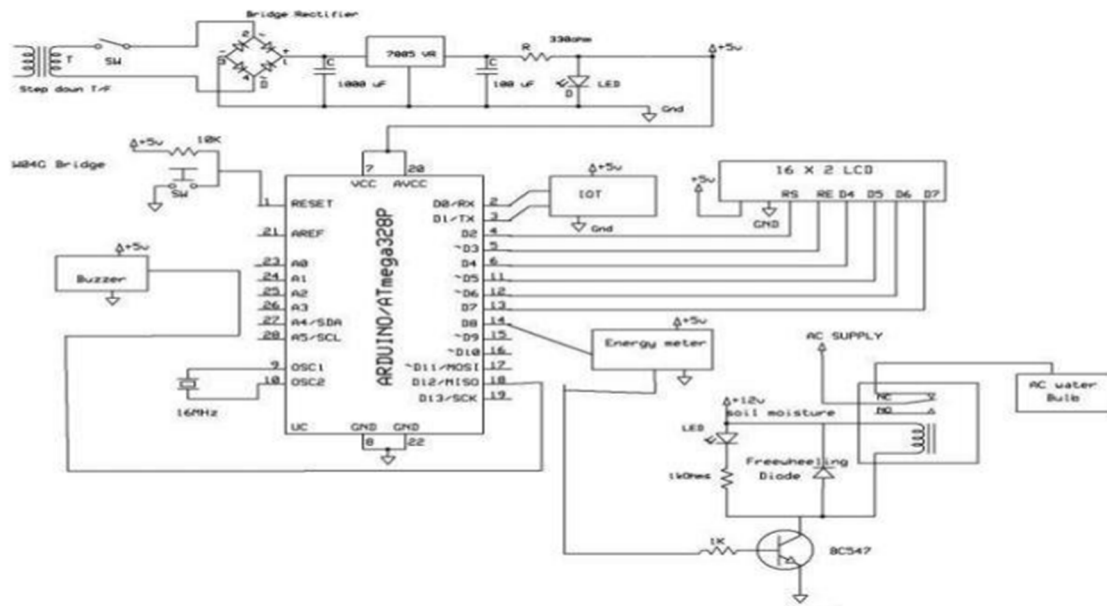 Bridge Rectifier
2
-
+
3
1
4
Br
T
SW
Step down T/F
C
1000 uF
7805 VR
C
100 uF
R
330ohm
D
LED
+5v
Gnd
W04G Bridge
+5v
10K
SW
7
20
VCC
AVCC
1
RESET
21
AREF
23
A0
24
A1
25
A2
26
A3
27
A4/SDA
28
A5/SCL
9
OSC1
10
OSC2
UC
GND
GND
8
22
ARDUINO/ATmega328P
D0/RX
2
D1/TX
3
D2
4
~D3
5
D4
6
~D5
11
~D6
12
D7
13
D8
14
~D9
15
~D10
16
~D11/MOSI
17
D12/MISO
18
D13/SCK
19
+5v
Buzzer
16MHz
+5v
IOT
Gnd
16 X 2 LCD
+5v
GND
RS
RE
D4
D5
D6
D7
+5v
Energy meter
AC SUPPLY
NC
NO
AC water
Bulb
+12v
soil moisture
LED
Freewheeling
Diode
1K
BC547